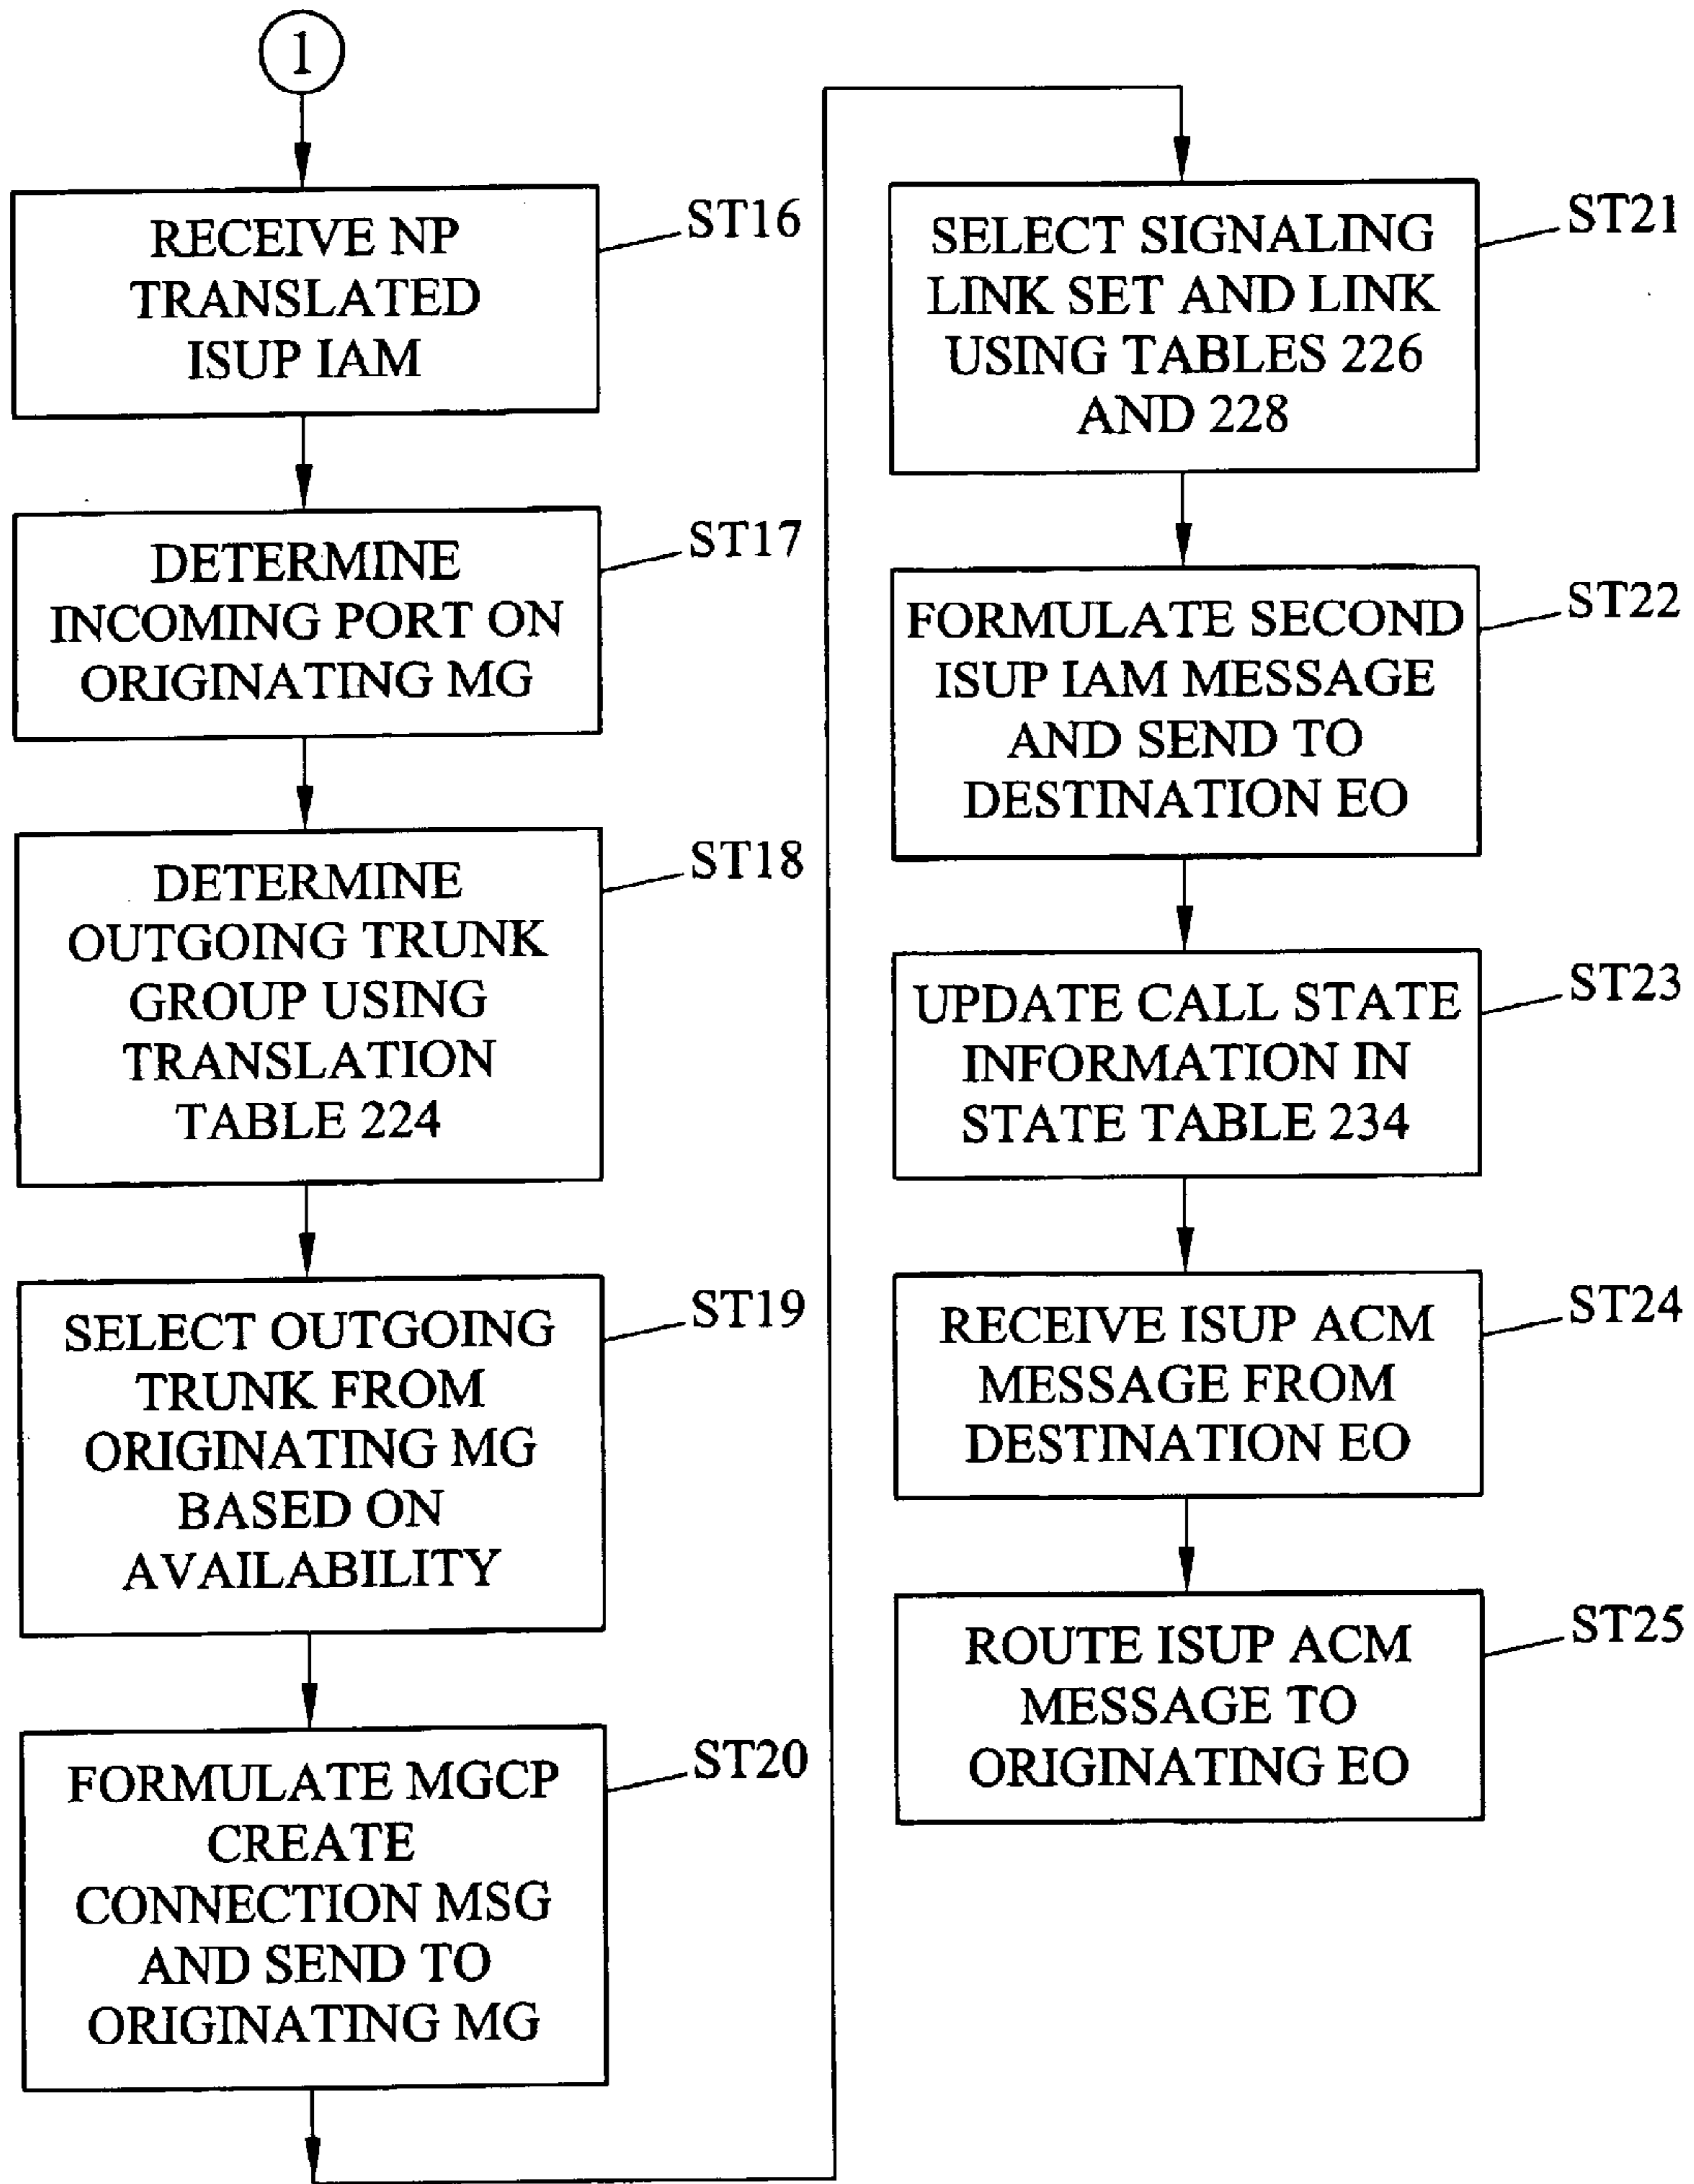 1
RECEIVE NP
TRANSLATED
ISUP IAM
ST16
DETERMINE
INCOMING PORT ON
ORIGINATING MG
ST17
DETERMINE
OUTGOING TRUNK
GROUP USING
TRANSLATION
TABLE 224
ST18
SELECT OUTGOING
TRUNK FROM
ORIGINATING MG
BASED ON
AVAILABILITY
ST19
FORMULATE MGCP
CREATE
CONNECTION MSG
AND SEND TO
ORIGINATING MG
ST20
SELECT SIGNALING
LINK SET AND LINK
USING TABLES 226
AND 228
ST21
FORMULATE SECOND
ISUP IAM MESSAGE
AND SEND TO
DESTINATION EO
ST22
UPDATE CALL STATE
INFORMATION IN
STATE TABLE 234
ST23
RECEIVE ISUP ACM
MESSAGE FROM
DESTINATION EO
ST24
ROUTE ISUP ACM
MESSAGE TO
ORIGINATING EO
ST25